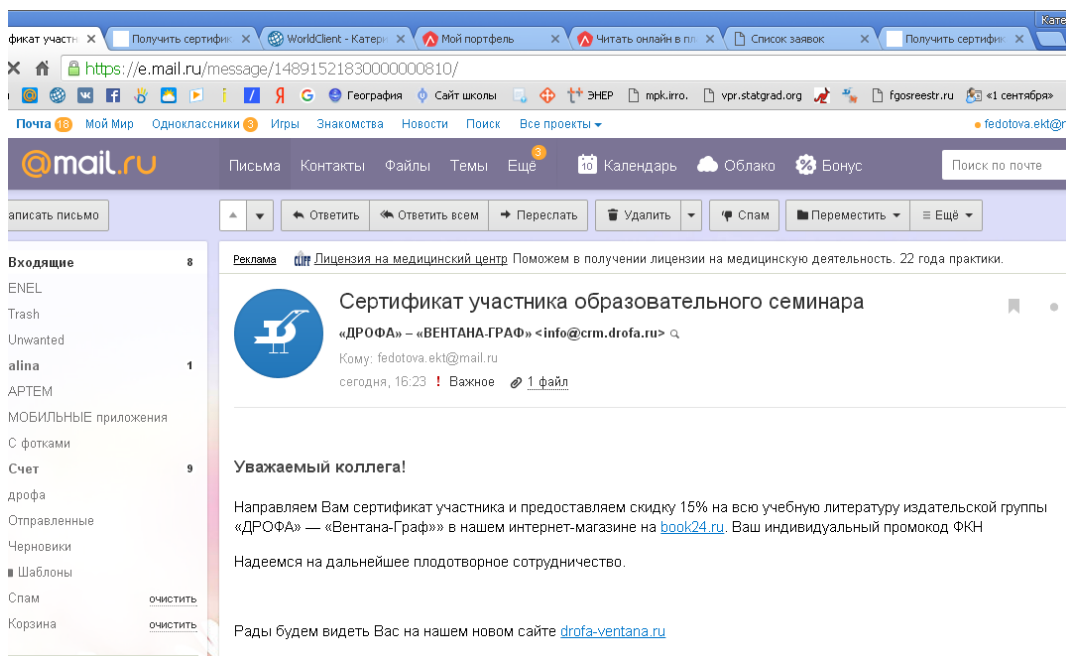 Кате
фикат участн
Получить сертифик
WorldClient - Катери
Мой портфель
Читать онлайн в пл
Список заявок
Получить сертифик
https://e.mail.ru/message/14891521830000000810/
География
Сайт школы
ЭНЕР
mpk.irro.
vpr.statgrad.org
fgosreestr.ru
«1 сентября»
Почта 18 Мой Мир Одноклассники 3 Игры Знакомства Новости Поиск Все проекты
fedotova.ekt@m
@mail.ru
Письма Контакты Файлы Темы Ещё 3 10 Календарь Облако Бонус
Поиск по почте
аписать письмо
Ответить Ответить всем Переслать Удалить Спам Переместить Ещё
Входящие 8
ENEL
Trash
Unwanted
alina 1
АРТЕМ
МОБИЛЬНЫЕ приложения
С фотками
Счет 9
дрофа
Отправленные
Черновики
Шаблоны
Спам очистить
Корзина очистить
Реклама Лицензия на медицинский центр Поможем в получении лицензии на медицинскую деятельность. 22 года практики.
Сертификат участника образовательного семинара
«ДРОФА» – «ВЕНТАНА-ГРАФ» <info@crm.drofa.ru>
Кому: fedotova.ekt@mail.ru
сегодня, 16:23 ! Важное 1 файл
Уважаемый коллега!
Направляем Вам сертификат участника и предоставляем скидку 15% на всю учебную литературу издательской группы
«ДРОФА» — «Вентана-Граф»» в нашем интернет-магазине на book24.ru. Ваш индивидуальный промокод ФКН
Надеемся на дальнейшее плодотворное сотрудничество.
Рады будем видеть Вас на нашем новом сайте drofa-ventana.ru